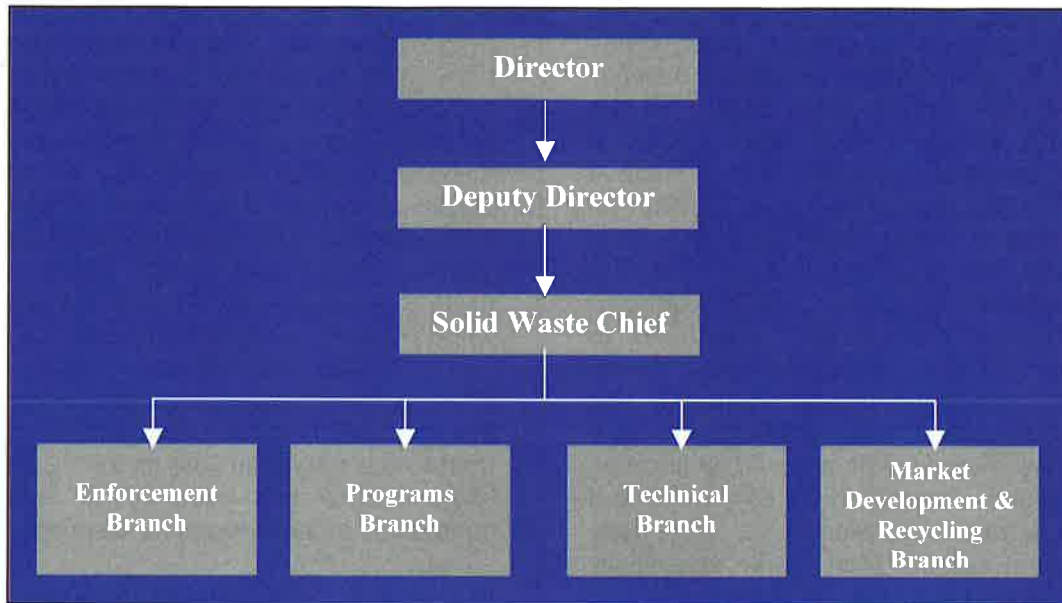 Director
Deputy Director
Solid Waste Chief
Enforcement
Branch
Programs
Branch
Technical
Branch
Market
Development &
Recycling
Branch